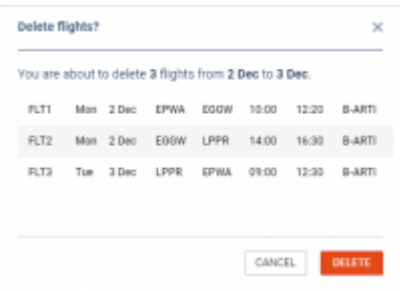 Delete flights?
You are about to delete 3 flights from 2 Dec to 3 Dec.
FLT1 Mon 2 Dec EPWA EGGW 10:00 12:20 B-ARTI
FLT2 Mon 2 Dec EGGW LPPR 14:00 16:30 B-ARTI
FLT3 Tue 3 Dec LPPR EPWA 09:00 12:30 B-ARTI
CANCEL DELETE